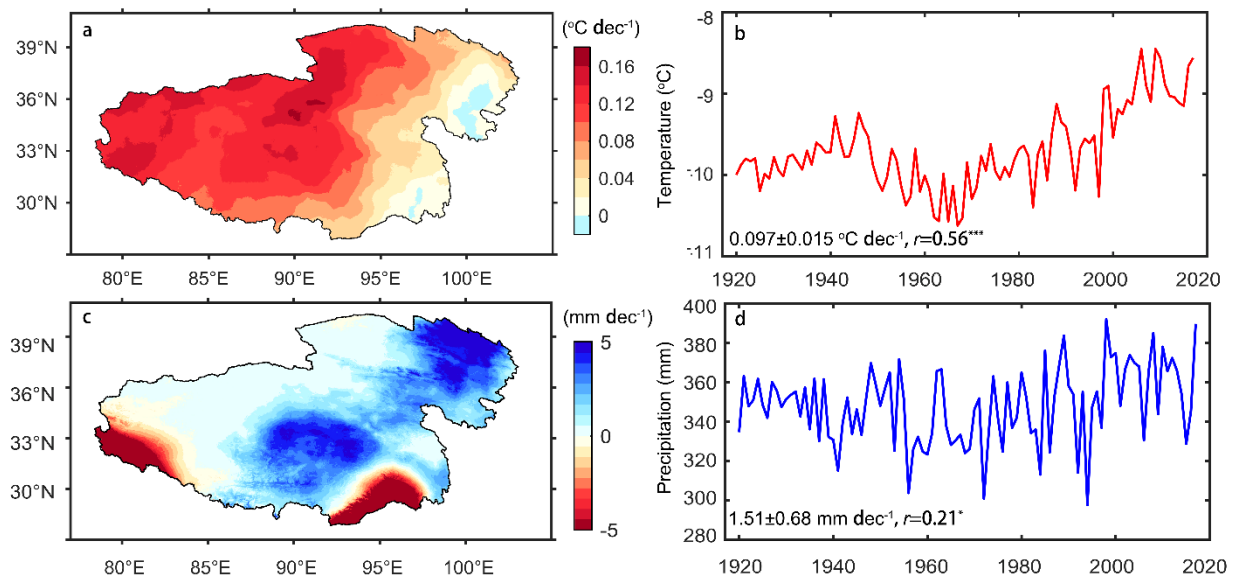 a
(°C dec⁻¹)
39°N
36°N
33°N
30°N
0.16
0.12
0.08
0.04
0
80°E
85°E
90°E
95°E
100°E
b
Temperature (°C)
-8
-9
-10
-11
0.097±0.015 °C dec⁻¹, r=0.56***
1920
1940
1960
1980
2000
2020
c
(mm dec⁻¹)
39°N
36°N
33°N
30°N
5
0
-5
80°E
85°E
90°E
95°E
100°E
d
Precipitation (mm)
400
380
360
340
320
300
280
1.51±0.68 mm dec⁻¹, r=0.21*
1920
1940
1960
1980
2000
2020